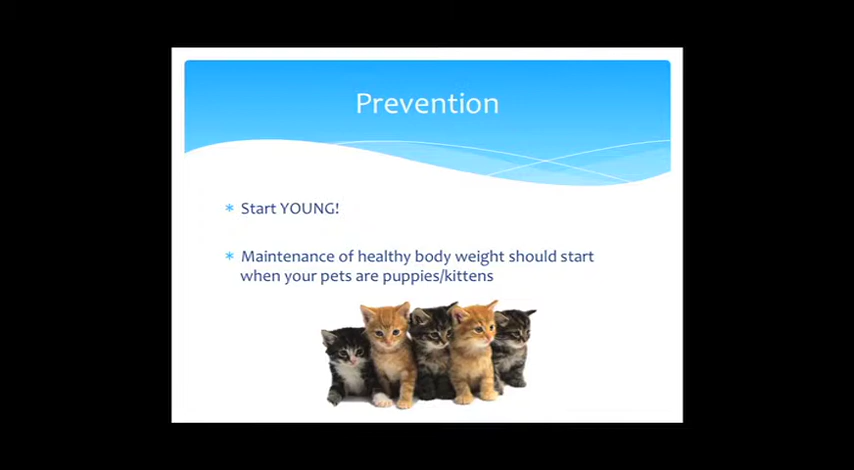 Prevention
* Start YOUNG!
* Maintenance of healthy body weight should start
when your pets are puppies/kittens